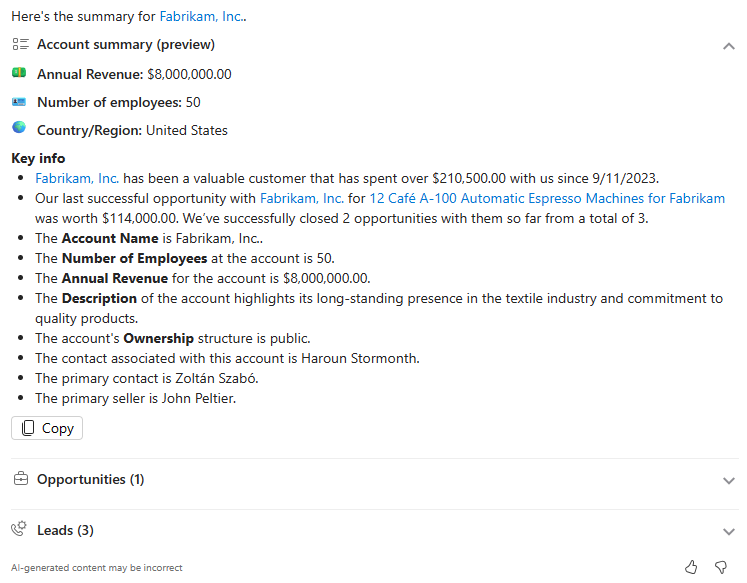 Here's the summary for Fabrikam, Inc..
Account summary (preview)
Annual Revenue: $8,000,000.00
Number of employees: 50
Country/Region: United States
Key info
Fabrikam, Inc. has been a valuable customer that has spent over $210,500.00 with us since 9/11/2023.
Our last successful opportunity with Fabrikam, Inc. for 12 Café A-100 Automatic Espresso Machines for Fabrikam
was worth $114,000.00. We've successfully closed 2 opportunities with them so far from a total of 3.
The Account Name is Fabrikam, Inc..
The Number of Employees at the account is 50.
The Annual Revenue for the account is $8,000,000.00.
The Description of the account highlights its long-standing presence in the textile industry and commitment to
quality products.
The account's Ownership structure is public.
The contact associated with this account is Haroun Stormonth.
The primary contact is Zoltán Szabó.
The primary seller is John Peltier.
Copy
Opportunities (1)
Leads (3)
AI-generated content may be incorrect